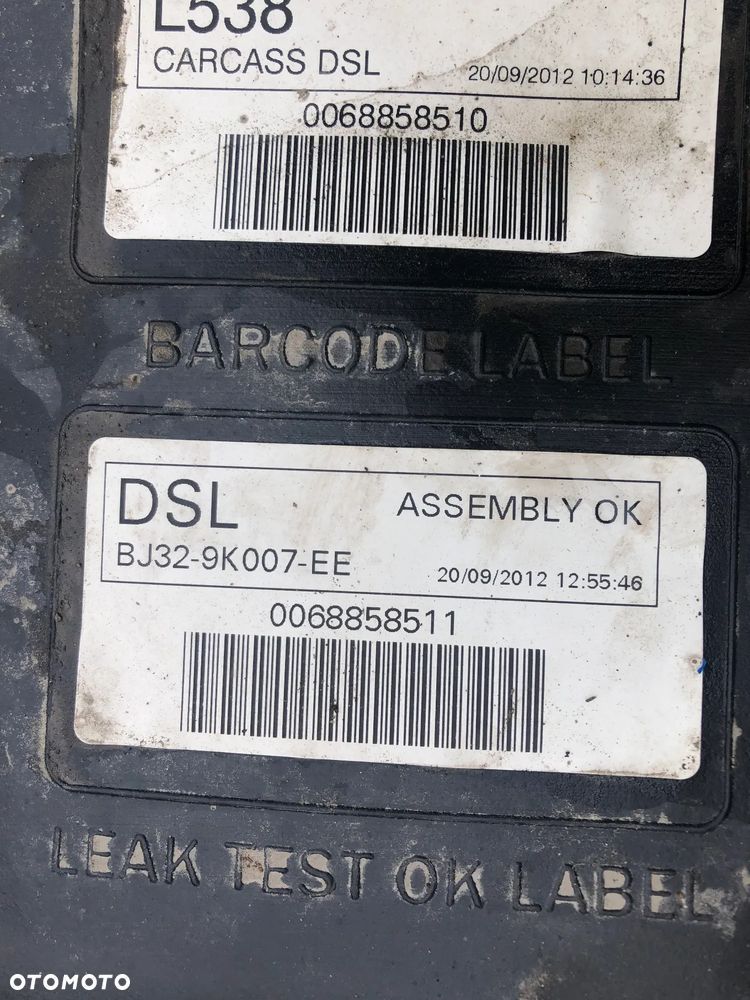 L538
CARCASS DSL 20/09/2012 10:14:36
0068858510
BARCODE LABEL
DSL ASSEMBLY OK
BJ32-9K007-EE 20/09/2012 12:55:46
0068858511
LEAK TEST OK LABEL
OTOMOTO